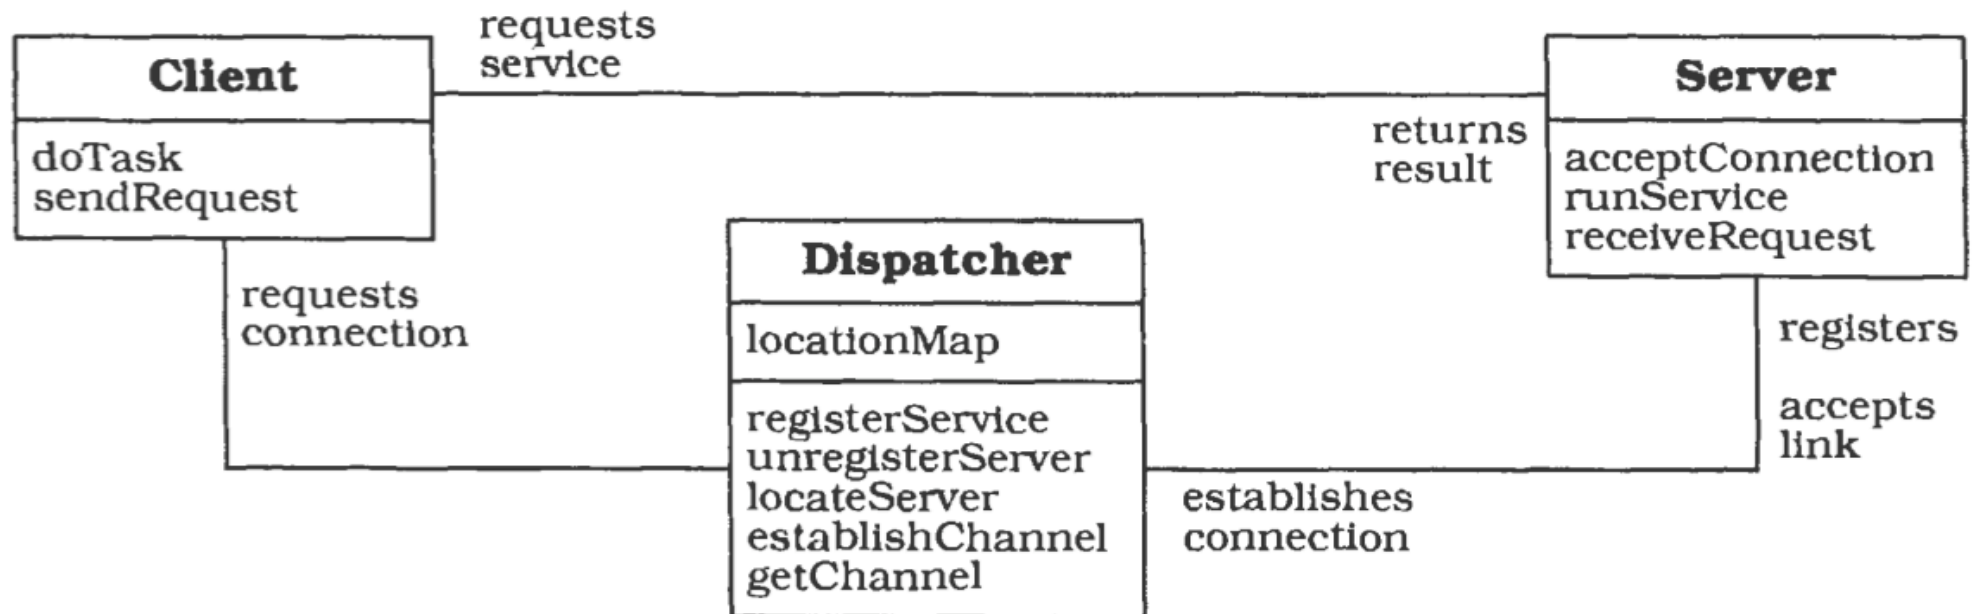 requests
service
Client
doTask
sendRequest
Server
returns
result
acceptConnection
runService
receiveRequest
requests
connection
Dispatcher
locationMap
registerService
unregisterServer
locateServer
establishChannel
getChannel
registers
accepts
link
establishes
connection